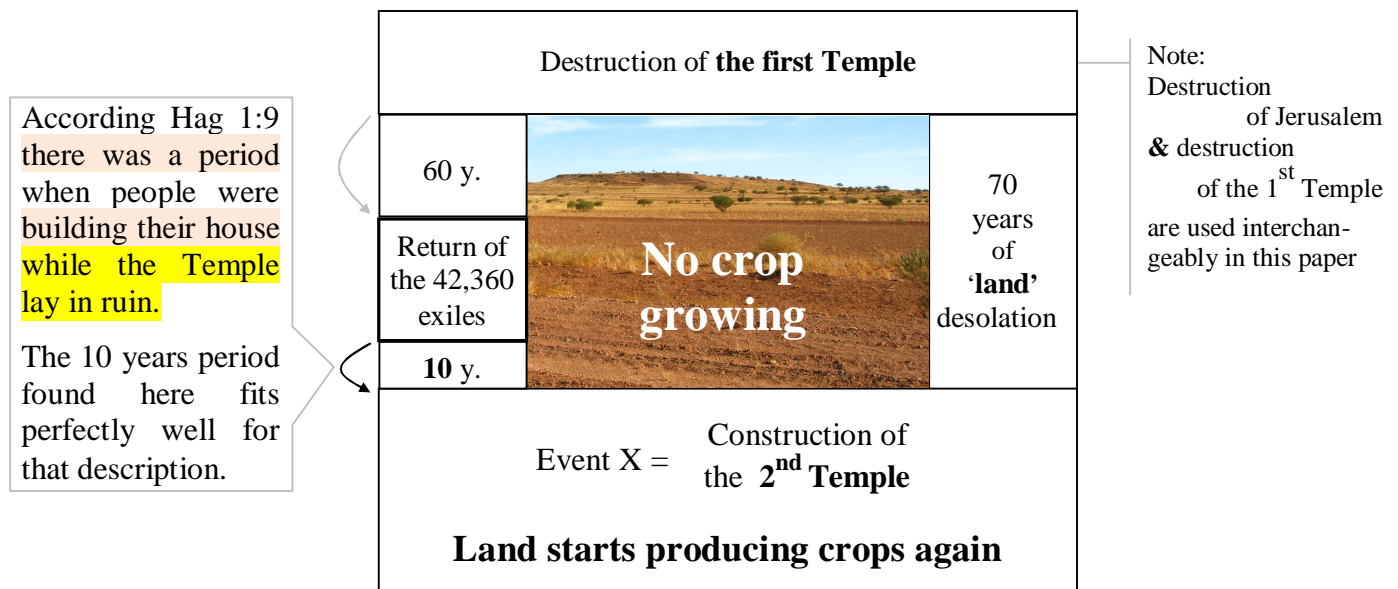 Destruction of the first Temple
Note:
Destruction
of Jerusalem
& destruction
of the 1st Temple
are used interchan-
geably in this paper
According Hag 1:9
there was a period
when people were
building their house
while the Temple
lay in ruin.
The 10 years period
found here fits
perfectly well for
that description.
60 y.
Return of
the 42,360
exiles
10 y.
No crop
growing
70
years
of
‘land’
desolation
Event X =
Construction of
the 2nd Temple
Land starts producing crops again